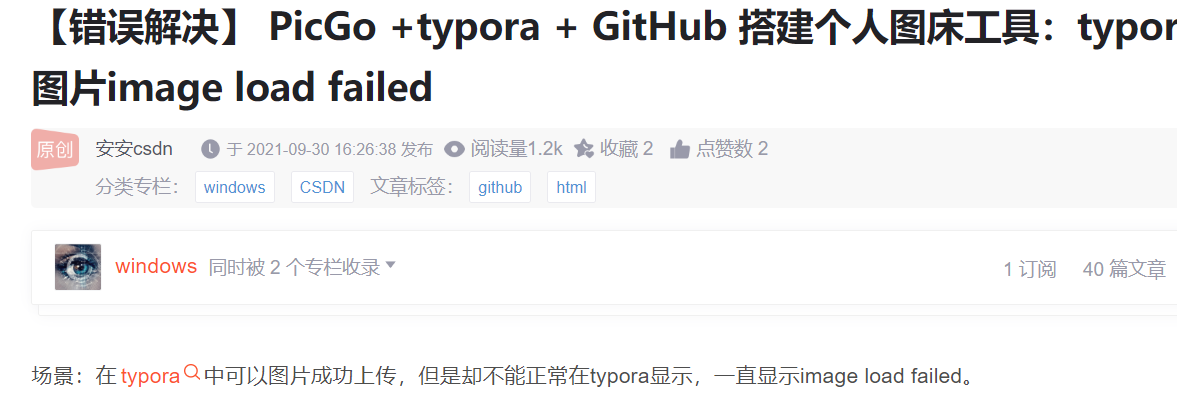 【错误解决】 PicGo +typora + GitHub 搭建个人图床工具：typor
图片image load failed
原创 安安csdn 于 2021-09-30 16:26:38 发布 阅读量1.2k 收藏 2 点赞数 2
分类专栏： windows CSDN 文章标签： github html
windows 同时被 2 个专栏收录 1 订阅 40 篇文章
场景：在 typora 中可以图片成功上传，但是却不能正常在typora显示，一直显示image load failed。